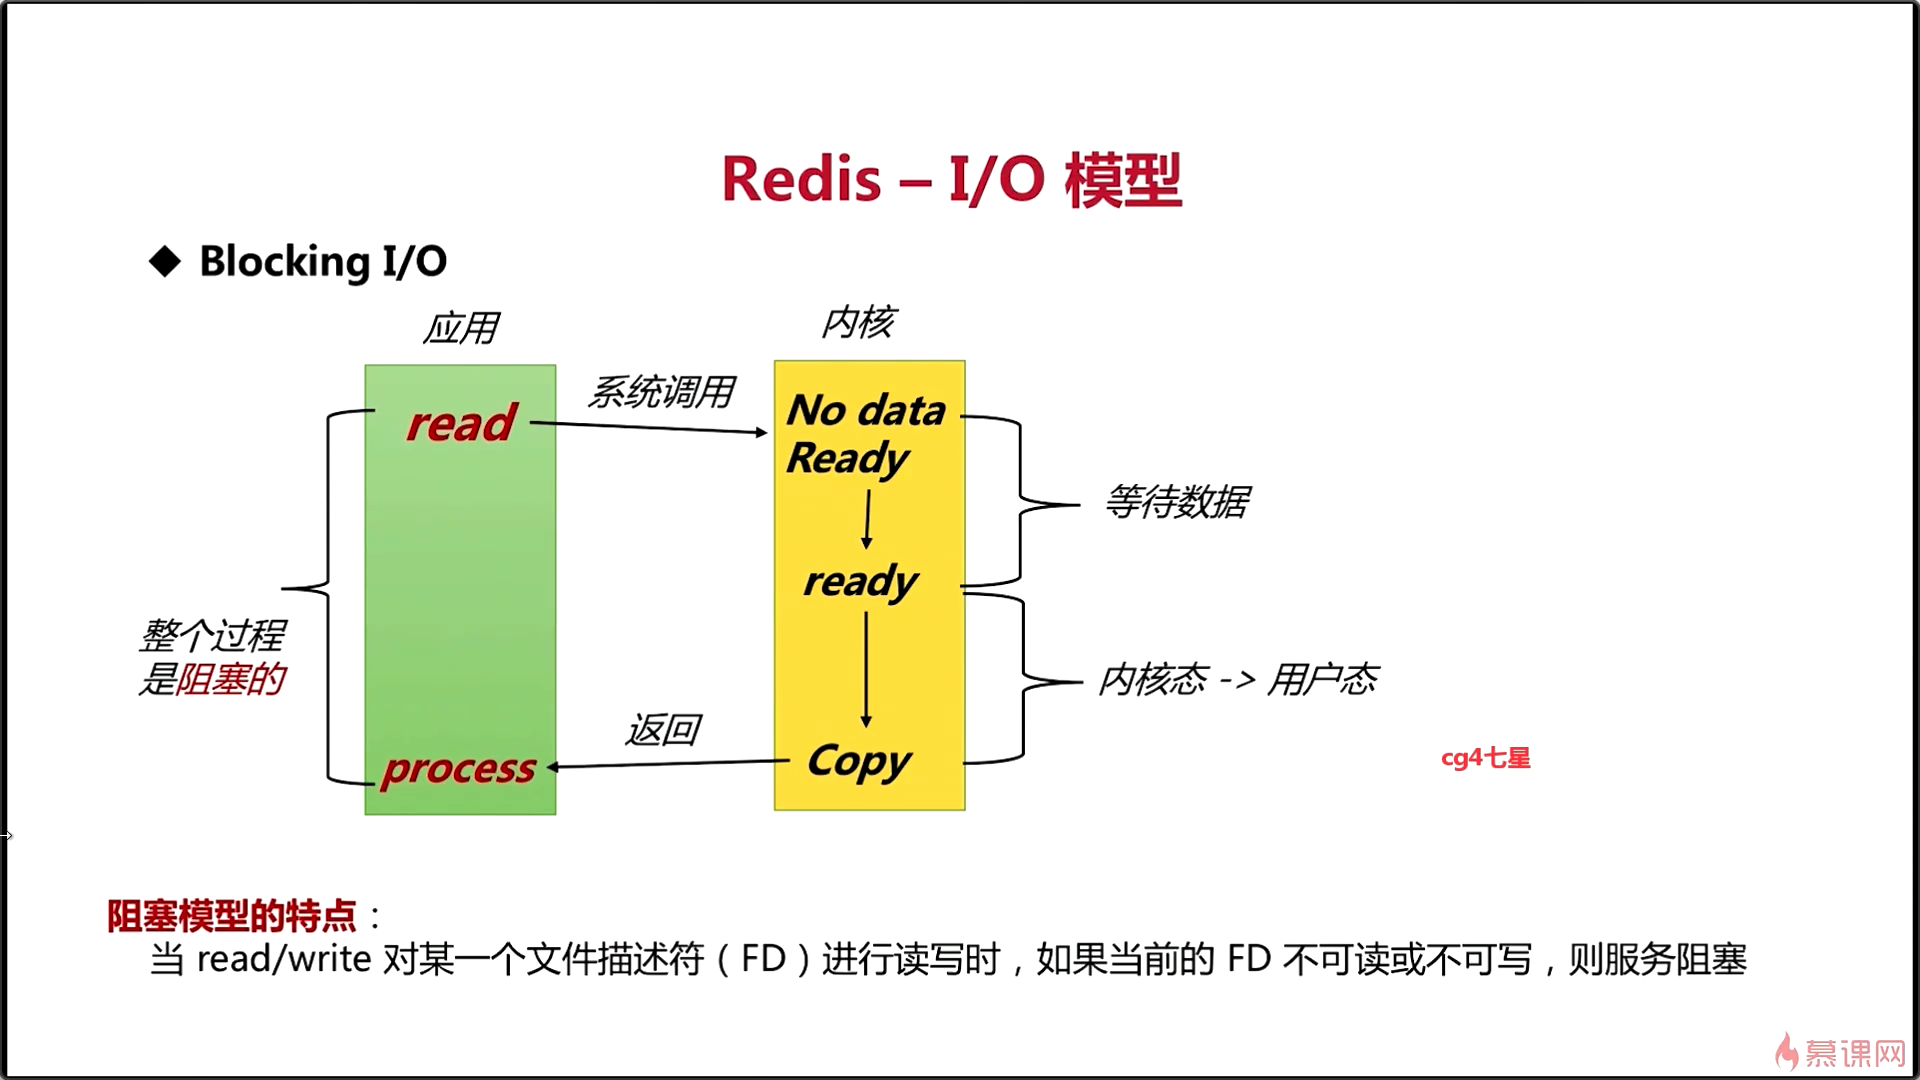 Redis – I/O 模型
◆ Blocking I/O
应用
内核
read
系统调用
No data
Ready
等待数据
ready
整个过程
是阻塞的
内核态 -> 用户态
返回
process
Copy
cg4七星
阻塞模型的特点：
当 read/write 对某一个文件描述符（FD）进行读写时，如果当前的 FD 不可读或不可写，则服务阻塞
慕课网